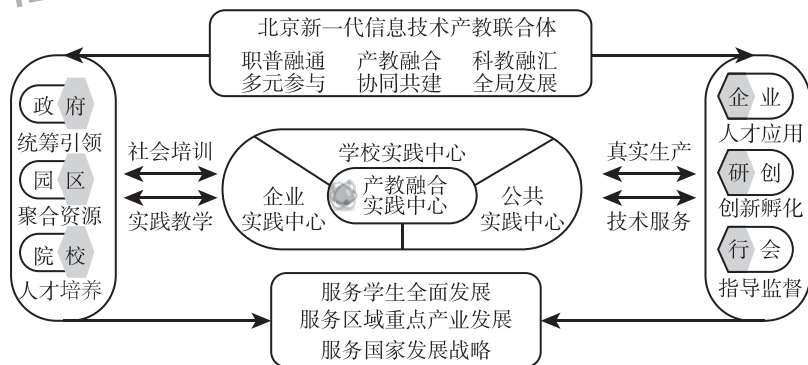 北京新一代信息技术产教联合体
职普融通 产教融合 科教融汇
多元参与 协同共建 全局发展
政府
统筹引领
园区
聚合资源
院校
人才培养
社会培训
实践教学
学校实践中心
企业
实践中心
产教融合
实践中心
公共
实践中心
真实生产
技术服务
企业
人才应用
研创
创新孵化
行会
指导监督
服务学生全面发展
服务区域重点产业发展
服务国家发展战略